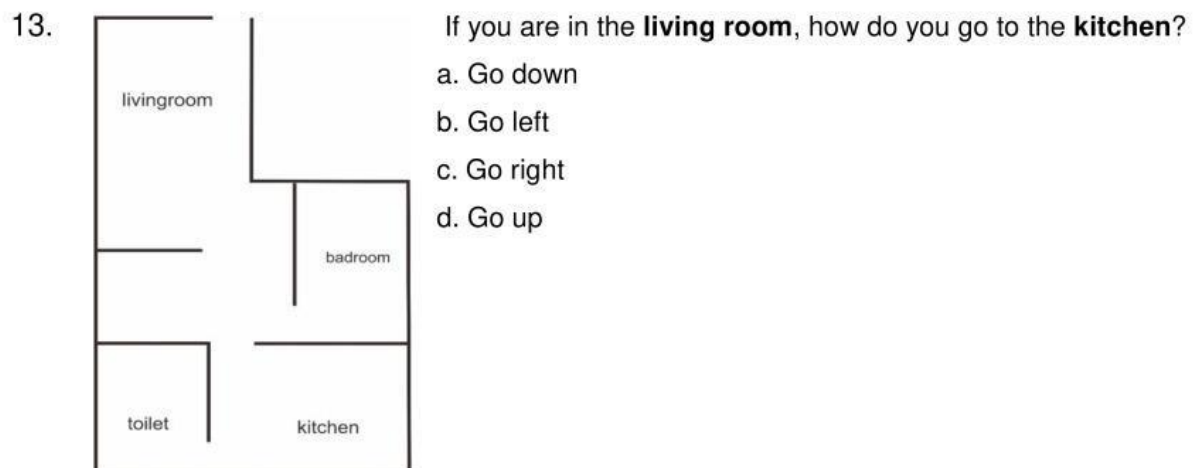 13.
If you are in the living room, how do you go to the kitchen?
a. Go down
b. Go left
c. Go right
d. Go up
livingroom
badroom
toilet
kitchen